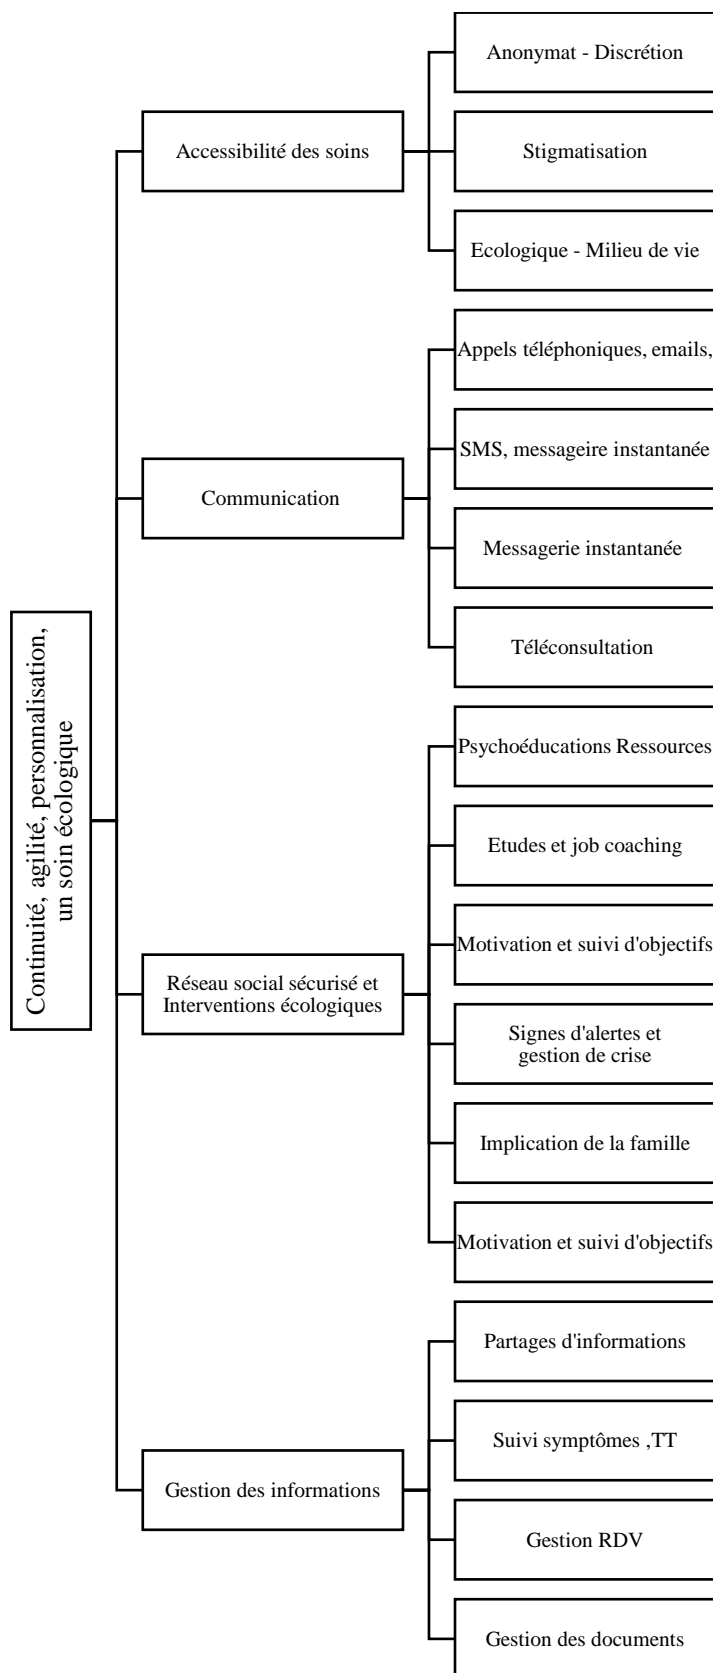 Continuité, agilité, personnalisation,
un soin écologique
Accessibilité des soins
Anonymat - Discrétion
Stigmatisation
Ecologique - Milieu de vie
Communication
Appels téléphoniques, emails,
SMS, messageire instantanée
Messagerie instantanée
Téléconsultation
Réseau social sécurisé et
Interventions écologiques
Psychoéducations Ressources
Etudes et job coaching
Motivation et suivi d'objectifs
Signes d'alertes et
gestion de crise
Implication de la famille
Motivation et suivi d'objectifs
Gestion des informations
Partages d'informations
Suivi symptômes ,TT
Gestion RDV
Gestion des documents